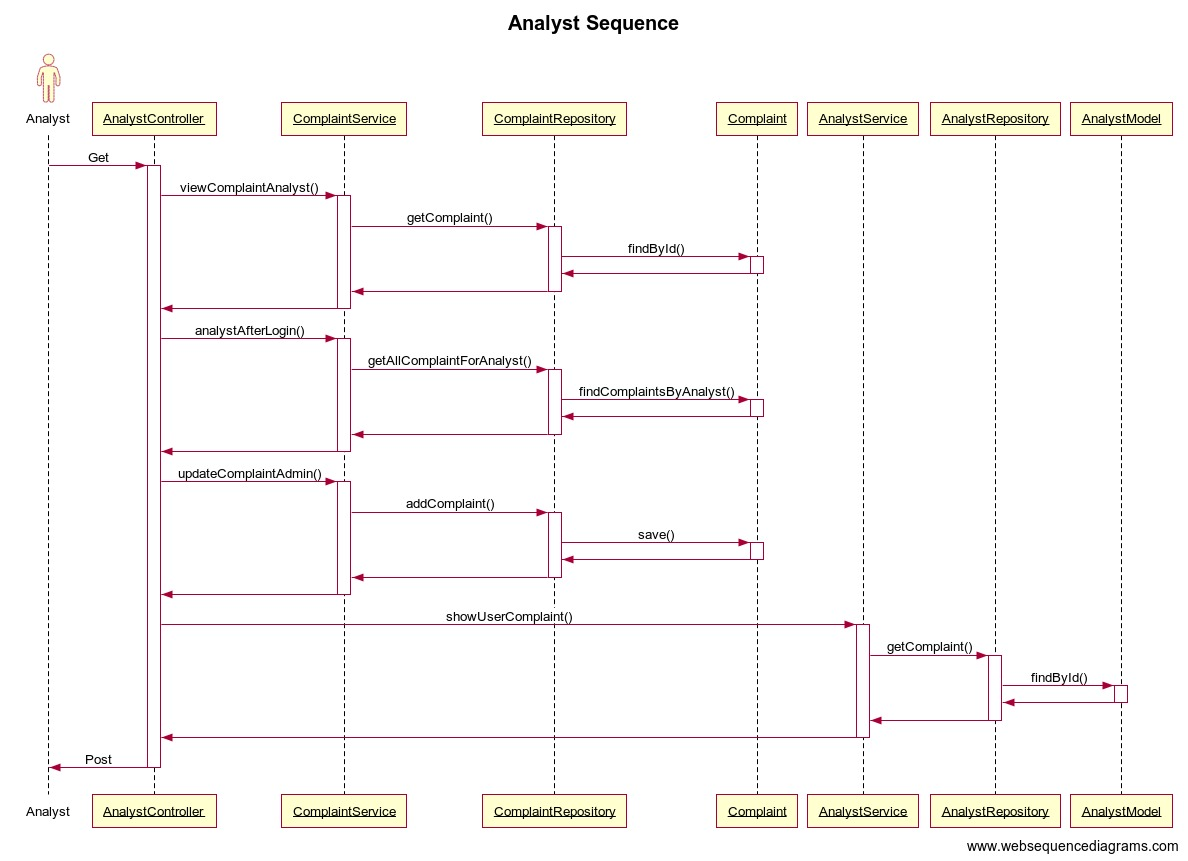 Analyst Sequence
Analyst
AnalystController
ComplaintService
ComplaintRepository
Complaint
AnalystService
AnalystRepository
AnalystModel
Get
viewComplaintAnalyst()
getComplaint()
findById()
analystAfterLogin()
getAllComplaintForAnalyst()
findComplaintsByAnalyst()
updateComplaintAdmin()
addComplaint()
save()
showUserComplaint()
getComplaint()
findById()
Post
Analyst
AnalystController
ComplaintService
ComplaintRepository
Complaint
AnalystService
AnalystRepository
AnalystModel
www.websequencediagrams.com